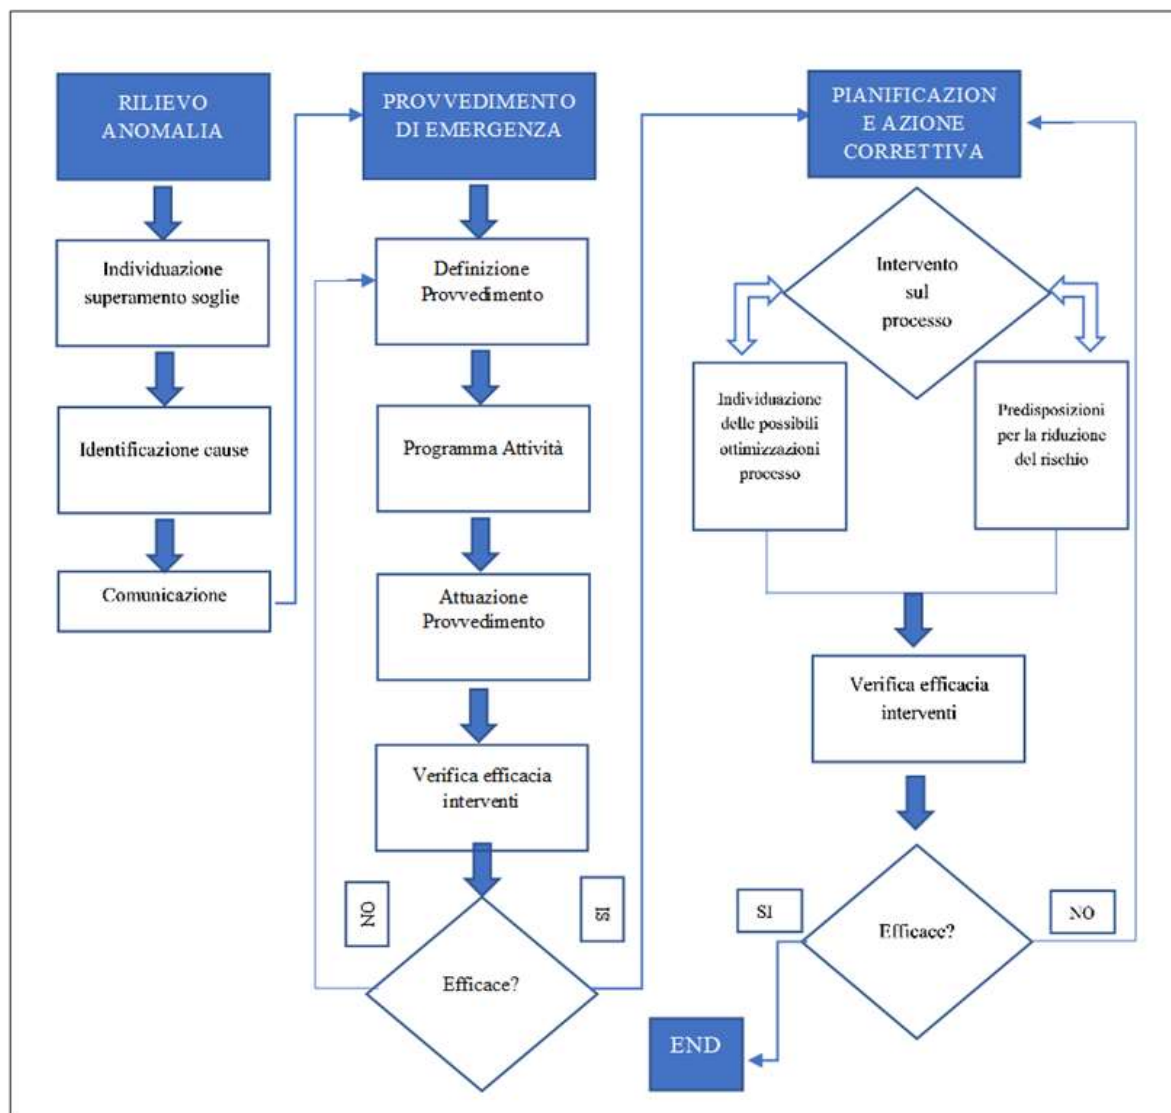 RILIEVO
ANOMALIA
Individuazione
superamento soglie
Identificazione cause
Comunicazione
PROVVEDIMENTO
DI EMERGENZA
Definizione
Provvedimento
Programma Attività
Attuazione
Provvedimento
Verifica efficacia
interventi
NO
SI
Efficace?
PIANIFICAZION
E AZIONE
CORRETTIVA
Intervento
sul
processo
Individuazione
delle possibili
ottimizzazioni
processo
Predisposizioni
per la riduzione
del rischio
Verifica efficacia
interventi
SI
NO
Efficace?
END